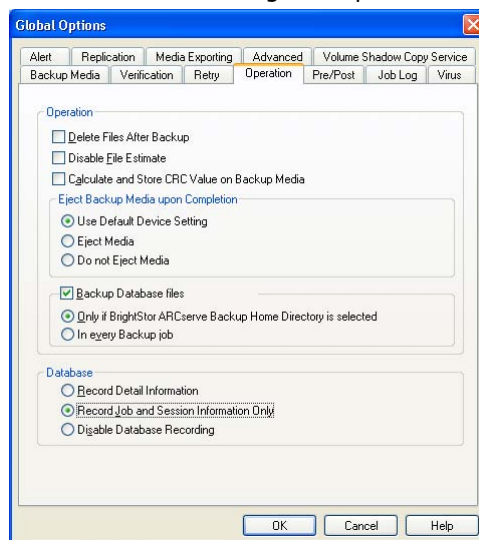 Global Options
Alert Replication Media Exporting Advanced Volume Shadow Copy Service
Backup Media Verification Retry Operation Pre/Post Job Log Virus
Operation
Delete Files After Backup
Disable File Estimate
Calculate and Store CRC Value on Backup Media
Eject Backup Media upon Completion
Use Default Device Setting
Eject Media
Do not Eject Media
Backup Database files
Only if BrightStor ARCserve Backup Home Directory is selected
In every Backup job
Database
Record Detail Information
Record Job and Session Information Only
Disable Database Recording
OK Cancel Help